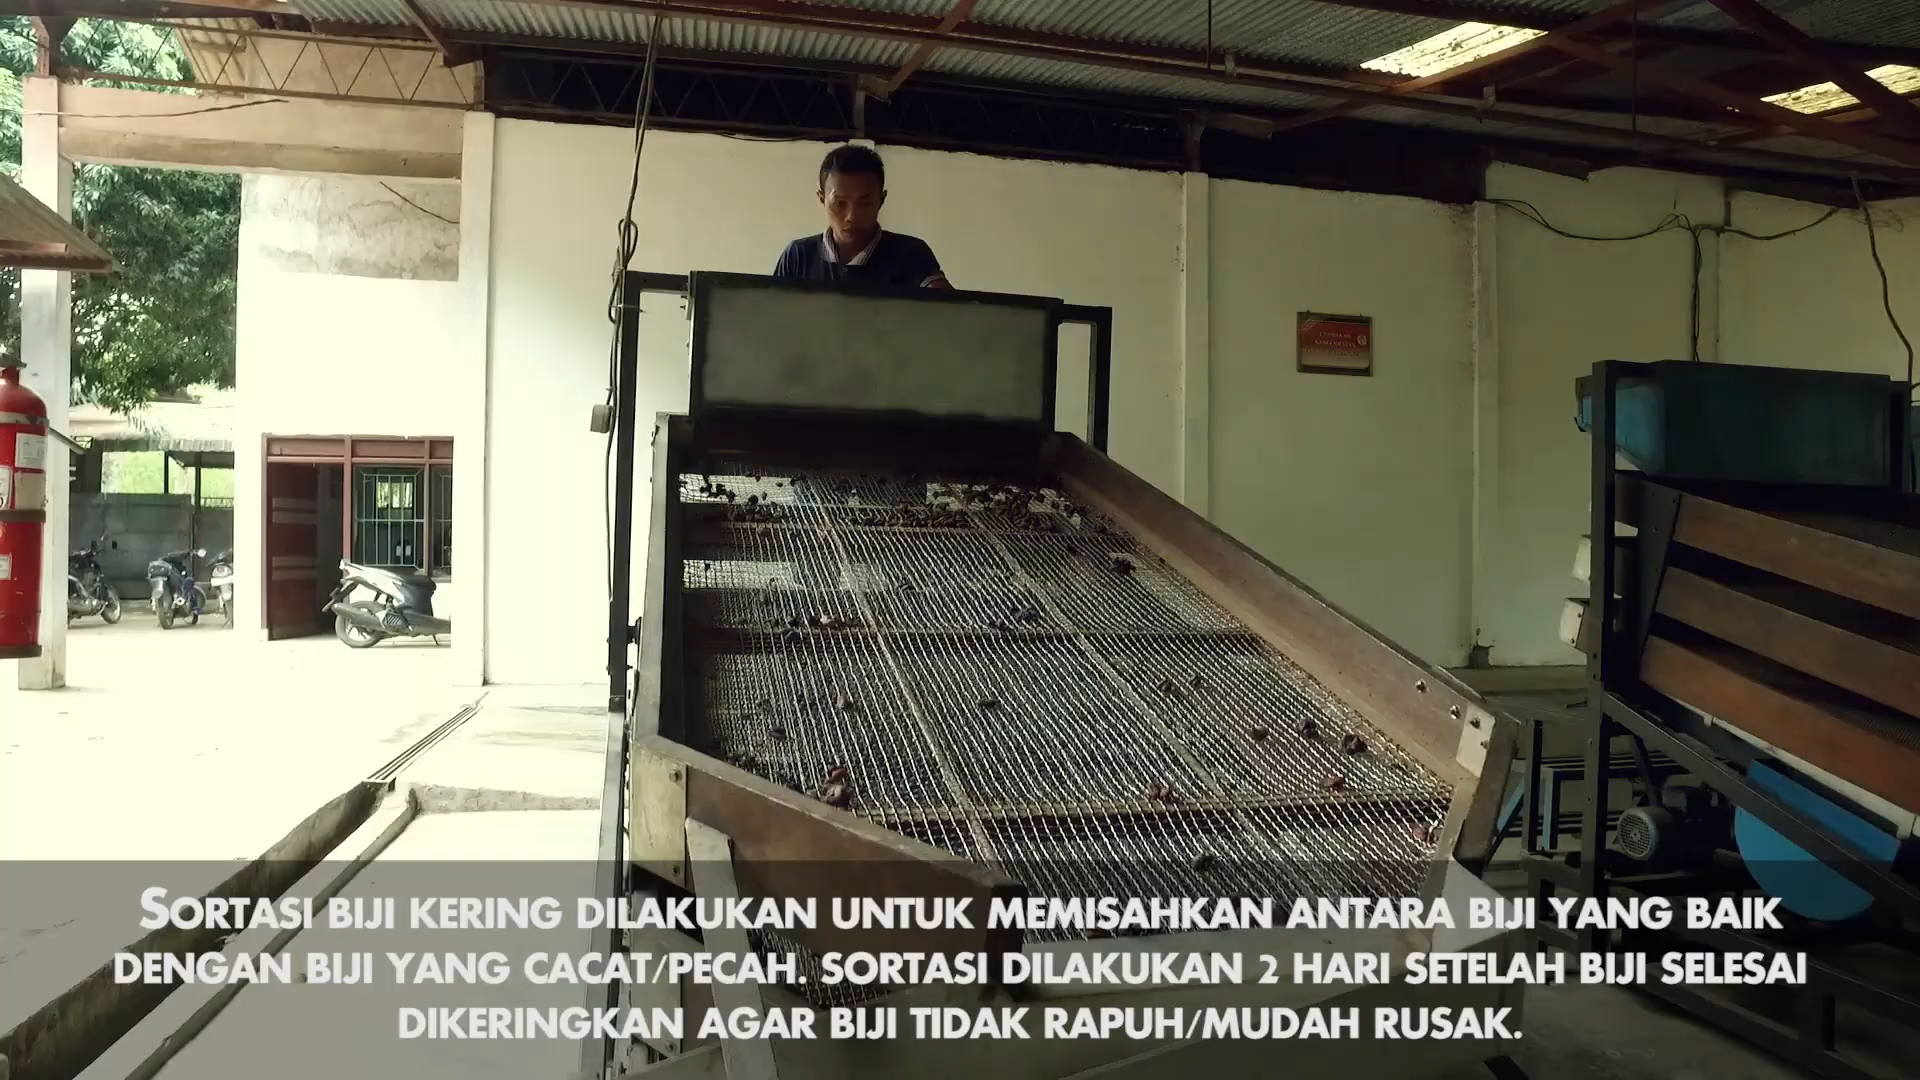 SORTASI BIJI KERING DILAKUKAN UNTUK MEMISAHKAN ANTARA BIJI YANG BAIK
DENGAN BIJI YANG CACAT/PECAH. SORTASI DILAKUKAN 2 HARI SETELAH BIJI SELESAI
DIKERINGKAN AGAR BIJI TIDAK RAPUH/MUDAH RUSAK.